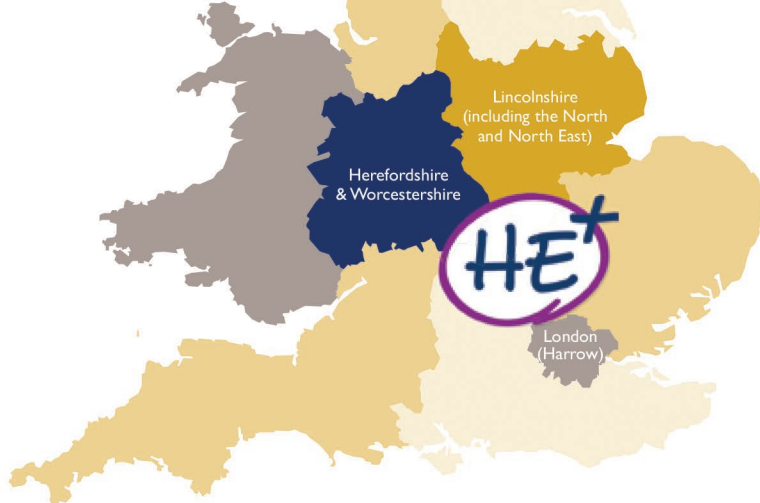 Lincolnshire
(including the North
and North East)
Herefordshire
& Worcestershire
HE+
London
(Harrow)